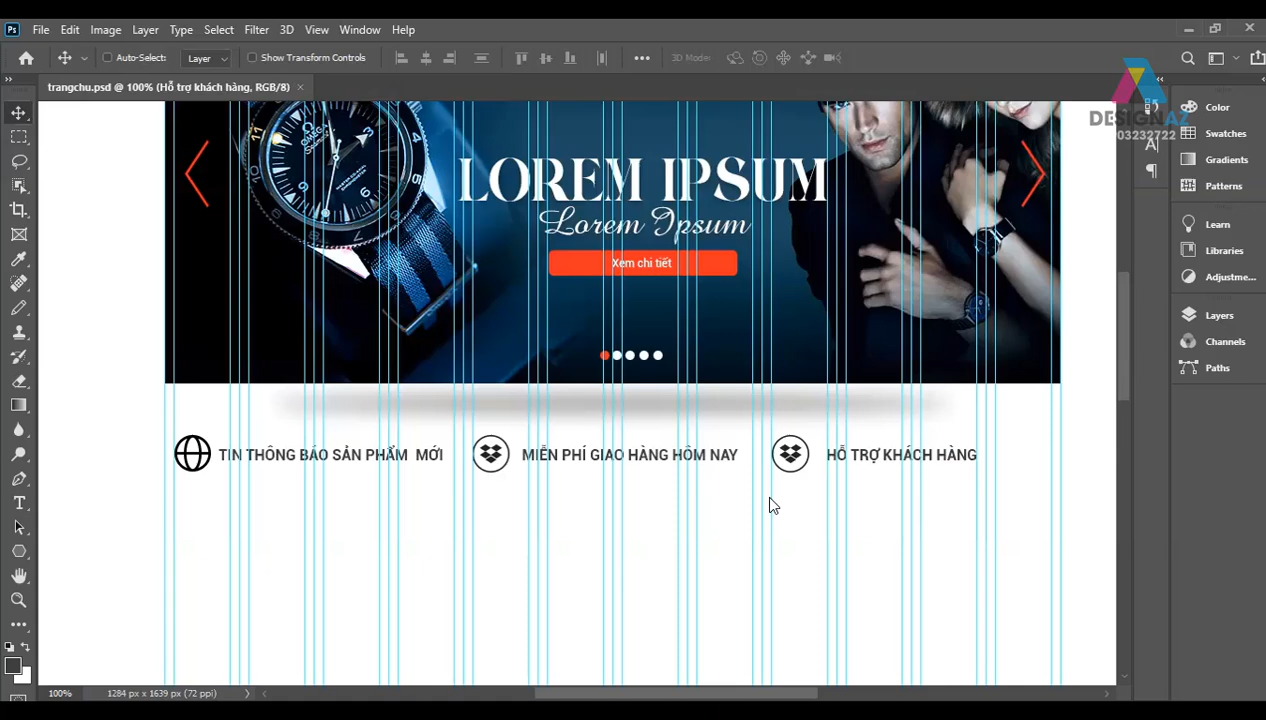 Ps File Edit Image Layer Type Select Filter 3D View Window Help
Auto-Select: Layer Show Transform Controls 3D Mode:
trangchu.psd @ 100% (Hỗ trợ khách hàng, RGB/8)
DESIGNAZ
03232722
Color
Swatches
Gradients
Patterns
Learn
Libraries
Adjustme...
Layers
Channels
Paths
OMEGA
LOREM IPSUM
Lorem Ipsum
Xem chi tiết
TIN THÔNG BÁO SẢN PHẨM MỚI
MIỄN PHÍ GIAO HÀNG HÔM NAY
HỖ TRỢ KHÁCH HÀNG
100% 1284 px x 1639 px (72 ppi)